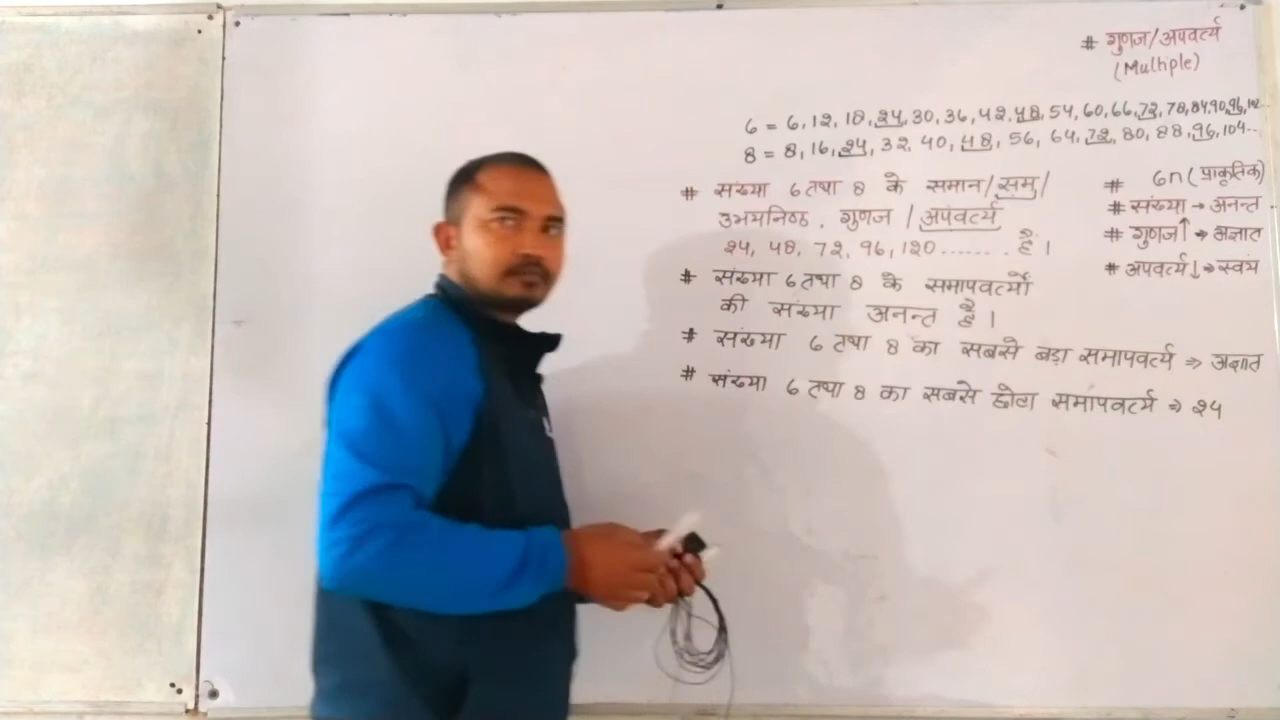 # गुणज/अपवर्त्य
(Multiple)
6 = 6, 12, 18, 24, 30, 36, 42, 48, 54, 60, 66, 72, 78, 84, 90, 96, 102...
8 = 8, 16, 24, 32, 40, 48, 56, 64, 72, 80, 88, 96, 104...
# संख्या 6 तथा 8 के समान/सम/
उभयनिष्ठ. गुणज / अपवर्त्य
24, 48, 72, 96, 120........ हैं।
# संख्या 6 तथा 8 के समापवर्त्यों
की संख्या अनन्त है।
# संख्या 6 तथा 8 का सबसे बड़ा समापवर्त्य ⇒ अज्ञात
# संख्या 6 तथा 8 का सबसे छोटा समापवर्त्य ⇒ 24
# 6n (प्राकृतिक)
# संख्या → अनन्त
# गुणज↑ → अज्ञात
# अपवर्त्य↓ → स्वयं